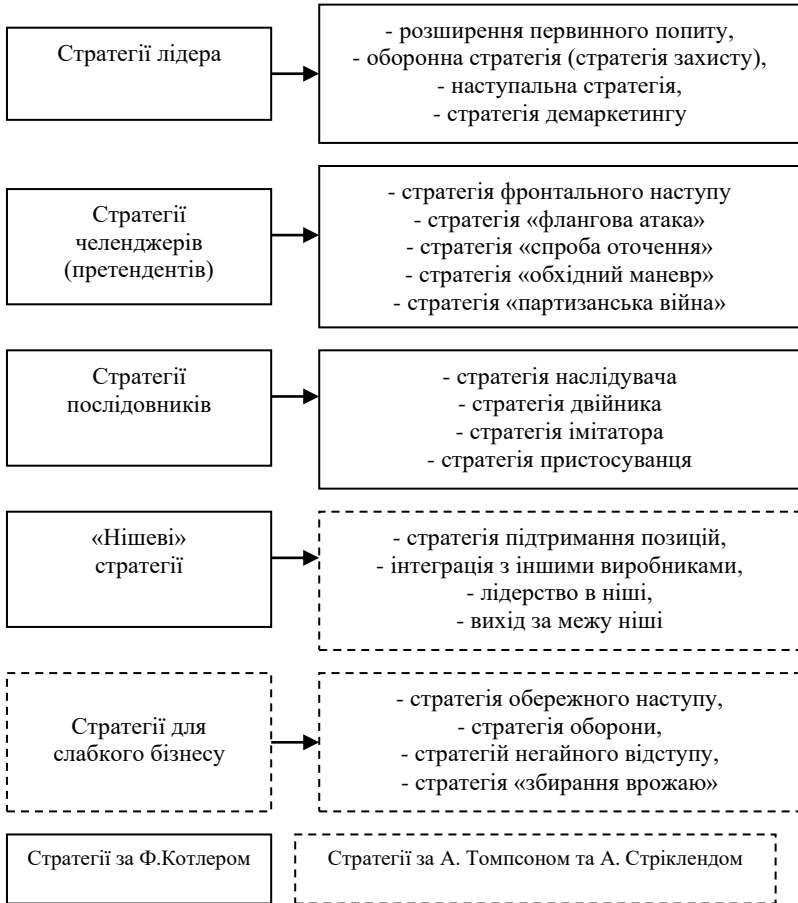 Стратегії лідера
- розширення первинного попиту,
- оборонна стратегія (стратегія захисту),
- наступальна стратегія,
- стратегія демаркетингу
Стратегії
челенджерів
(претендентів)
- стратегія фронтального наступу
- стратегія «флангова атака»
- стратегія «спроба оточення»
- стратегія «обхідний маневр»
- стратегія «партизанська війна»
Стратегії
послідовників
- стратегія наслідувача
- стратегія двійника
- стратегія імітатора
- стратегія пристосуванця
«Нішеві»
стратегії
- стратегія підтримання позицій,
- інтеграція з іншими виробниками,
- лідерство в ніші,
- вихід за межу ніші
Стратегії для
слабкого бізнесу
- стратегія обережного наступу,
- стратегія оборони,
- стратегій негайного відступу,
- стратегія «збирання врожаю»
Стратегії за Ф.Котлером
Стратегії за А. Томпсоном та А. Стріклендом